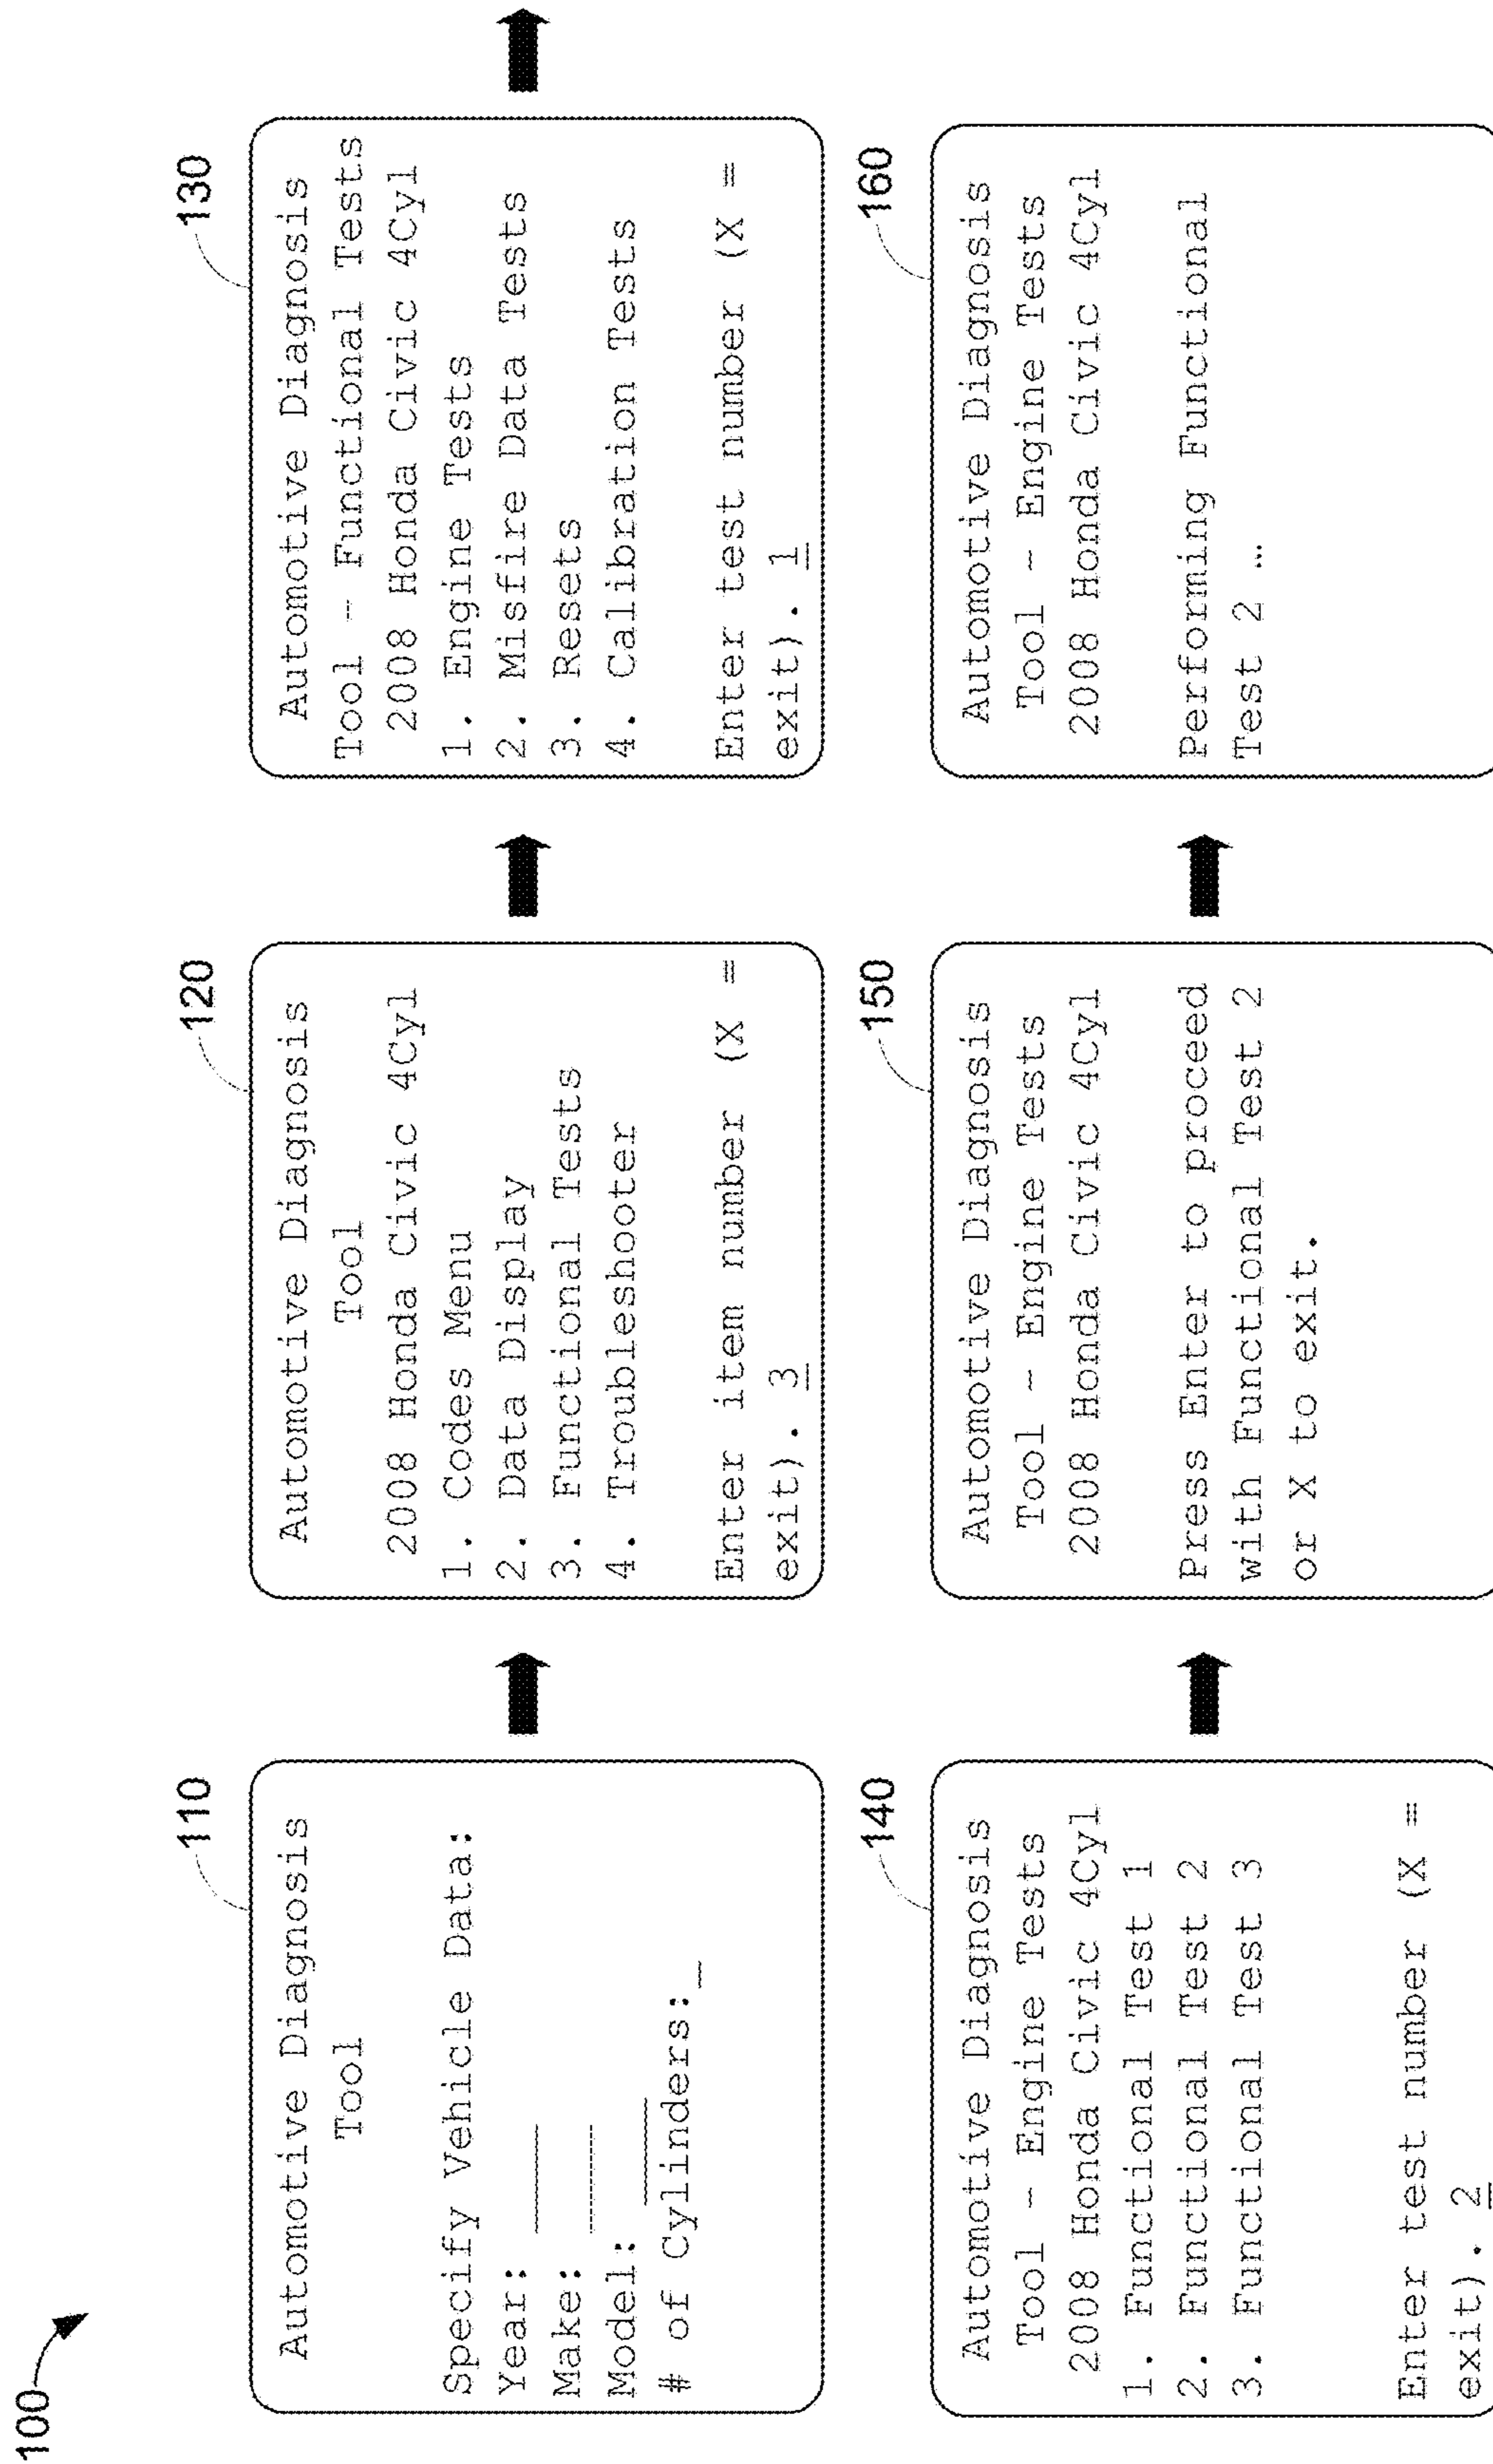 100
110
Automotive Diagnosis
Tool
Specify Vehicle Data:
Year: ____
Make: ____
Model: ____
# of Cylinders:_
120
Automotive Diagnosis
Tool
2008 Honda Civic 4Cyl
1. Codes Menu
2. Data Display
3. Functional Tests
4. Troubleshooter
Enter item number (X =
exit). 3
130
Automotive Diagnosis
Tool - Functional Tests
2008 Honda Civic 4Cyl
1. Engine Tests
2. Misfire Data Tests
3. Resets
4. Calibration Tests
Enter test number (X =
exit). 1
140
Automotive Diagnosis
Tool - Engine Tests
2008 Honda Civic 4Cyl
1. Functional Test 1
2. Functional Test 2
3. Functional Test 3
Enter test number (X =
exit). 2
150
Automotive Diagnosis
Tool - Engine Tests
2008 Honda Civic 4Cyl
Press Enter to proceed
with Functional Test 2
or X to exit.
160
Automotive Diagnosis
Tool - Engine Tests
2008 Honda Civic 4Cyl
Performing Functional
Test 2 …